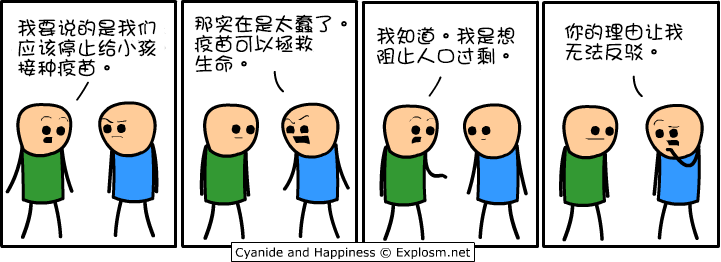 我要说的是我们
应该停止给小孩
接种疫苗。
那实在是太蠢了。
疫苗可以拯救
生命。
我知道。我是想
阻止人口过剩。
你的理由让我
无法反驳。
Cyanide and Happiness © Explosm.net